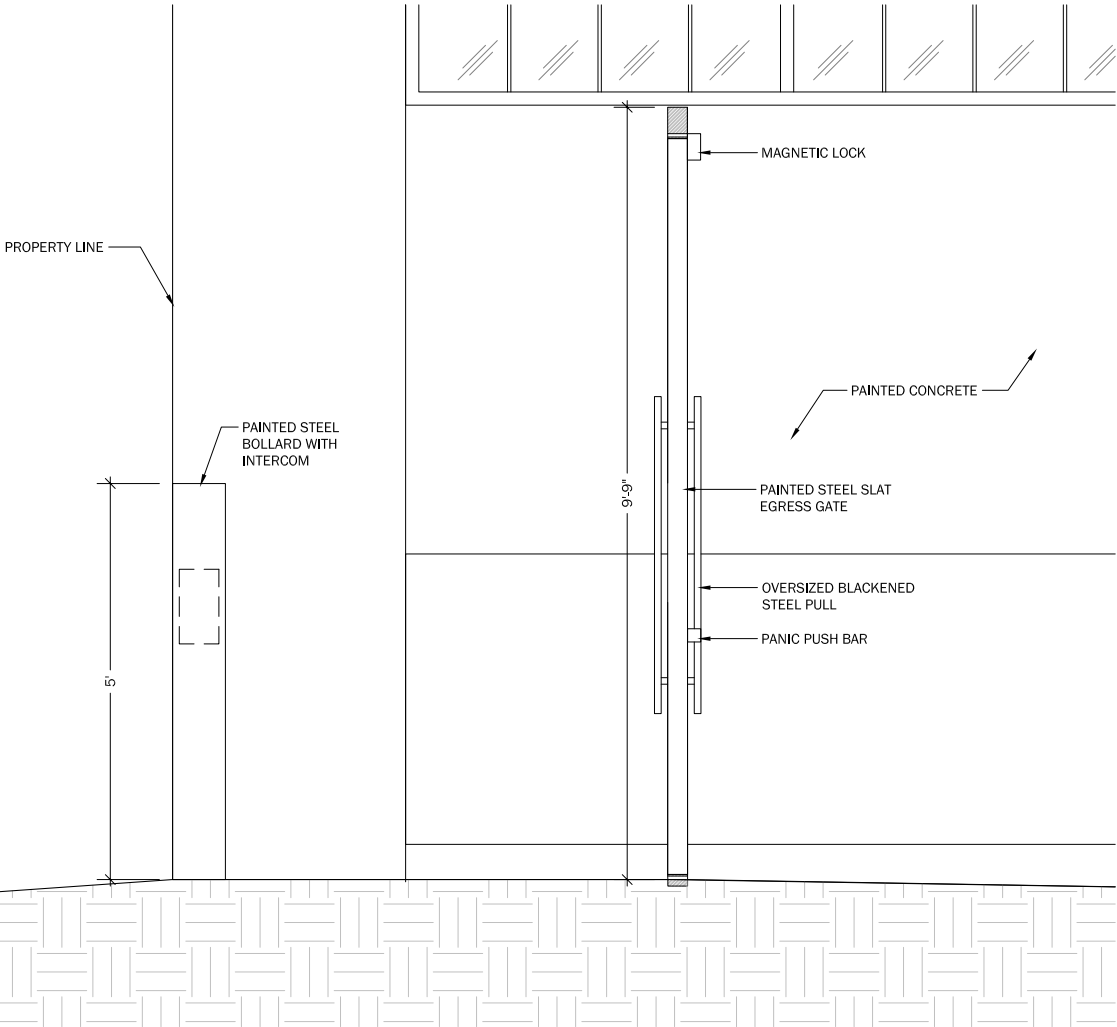 MAGNETIC LOCK
PROPERTY LINE
PAINTED CONCRETE
PAINTED STEEL
BOLLARD WITH
INTERCOM
9'-9"
PAINTED STEEL SLAT
EGRESS GATE
OVERSIZED BLACKENED
STEEL PULL
PANIC PUSH BAR
5'